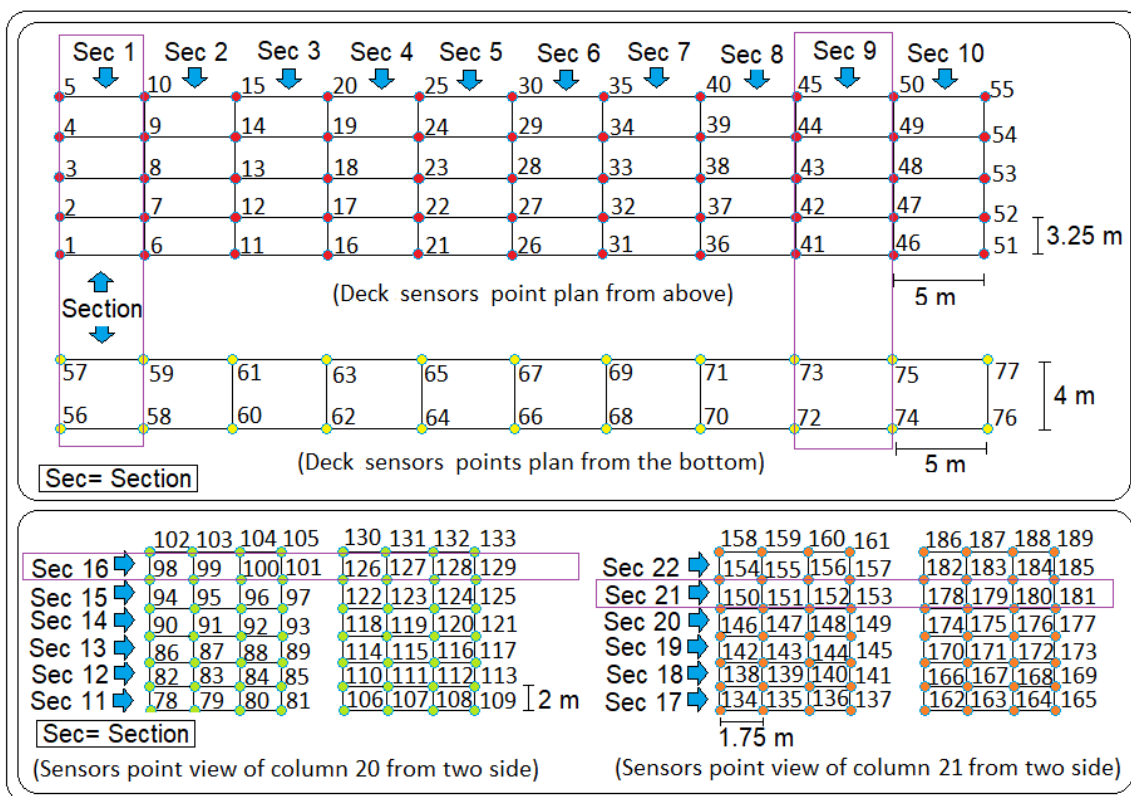 Sec 1 Sec 2 Sec 3 Sec 4 Sec 5 Sec 6 Sec 7 Sec 8 Sec 9 Sec 10
5 10 15 20 25 30 35 40 45 50 55
4 9 14 19 24 29 34 39 44 49 54
3 8 13 18 23 28 33 38 43 48 53
2 7 12 17 22 27 32 37 42 47 52
1 6 11 16 21 26 31 36 41 46 51
3.25 m
(Deck sensors point plan from above)
5 m
Section
57 59 61 63 65 67 69 71 73 75 77
4 m
56 58 60 62 64 66 68 70 72 74 76
(Deck sensors points plan from the bottom)
5 m
Sec= Section
102 103 104 105 130 131 132 133
Sec 16 98 99 100 101 126 127 128 129
Sec 15 94 95 96 97 122 123 124 125
Sec 14 90 91 92 93 118 119 120 121
Sec 13 86 87 88 89 114 115 116 117
Sec 12 82 83 84 85 110 111 112 113
Sec 11 78 79 80 81 106 107 108 109
2 m
Sec= Section
(Sensors point view of column 20 from two side)
158 159 160 161 186 187 188 189
Sec 22 154 155 156 157 182 183 184 185
Sec 21 150 151 152 153 178 179 180 181
Sec 20 146 147 148 149 174 175 176 177
Sec 19 142 143 144 145 170 171 172 173
Sec 18 138 139 140 141 166 167 168 169
Sec 17 134 135 136 137 162 163 164 165
1.75 m
(Sensors point view of column 21 from two side)